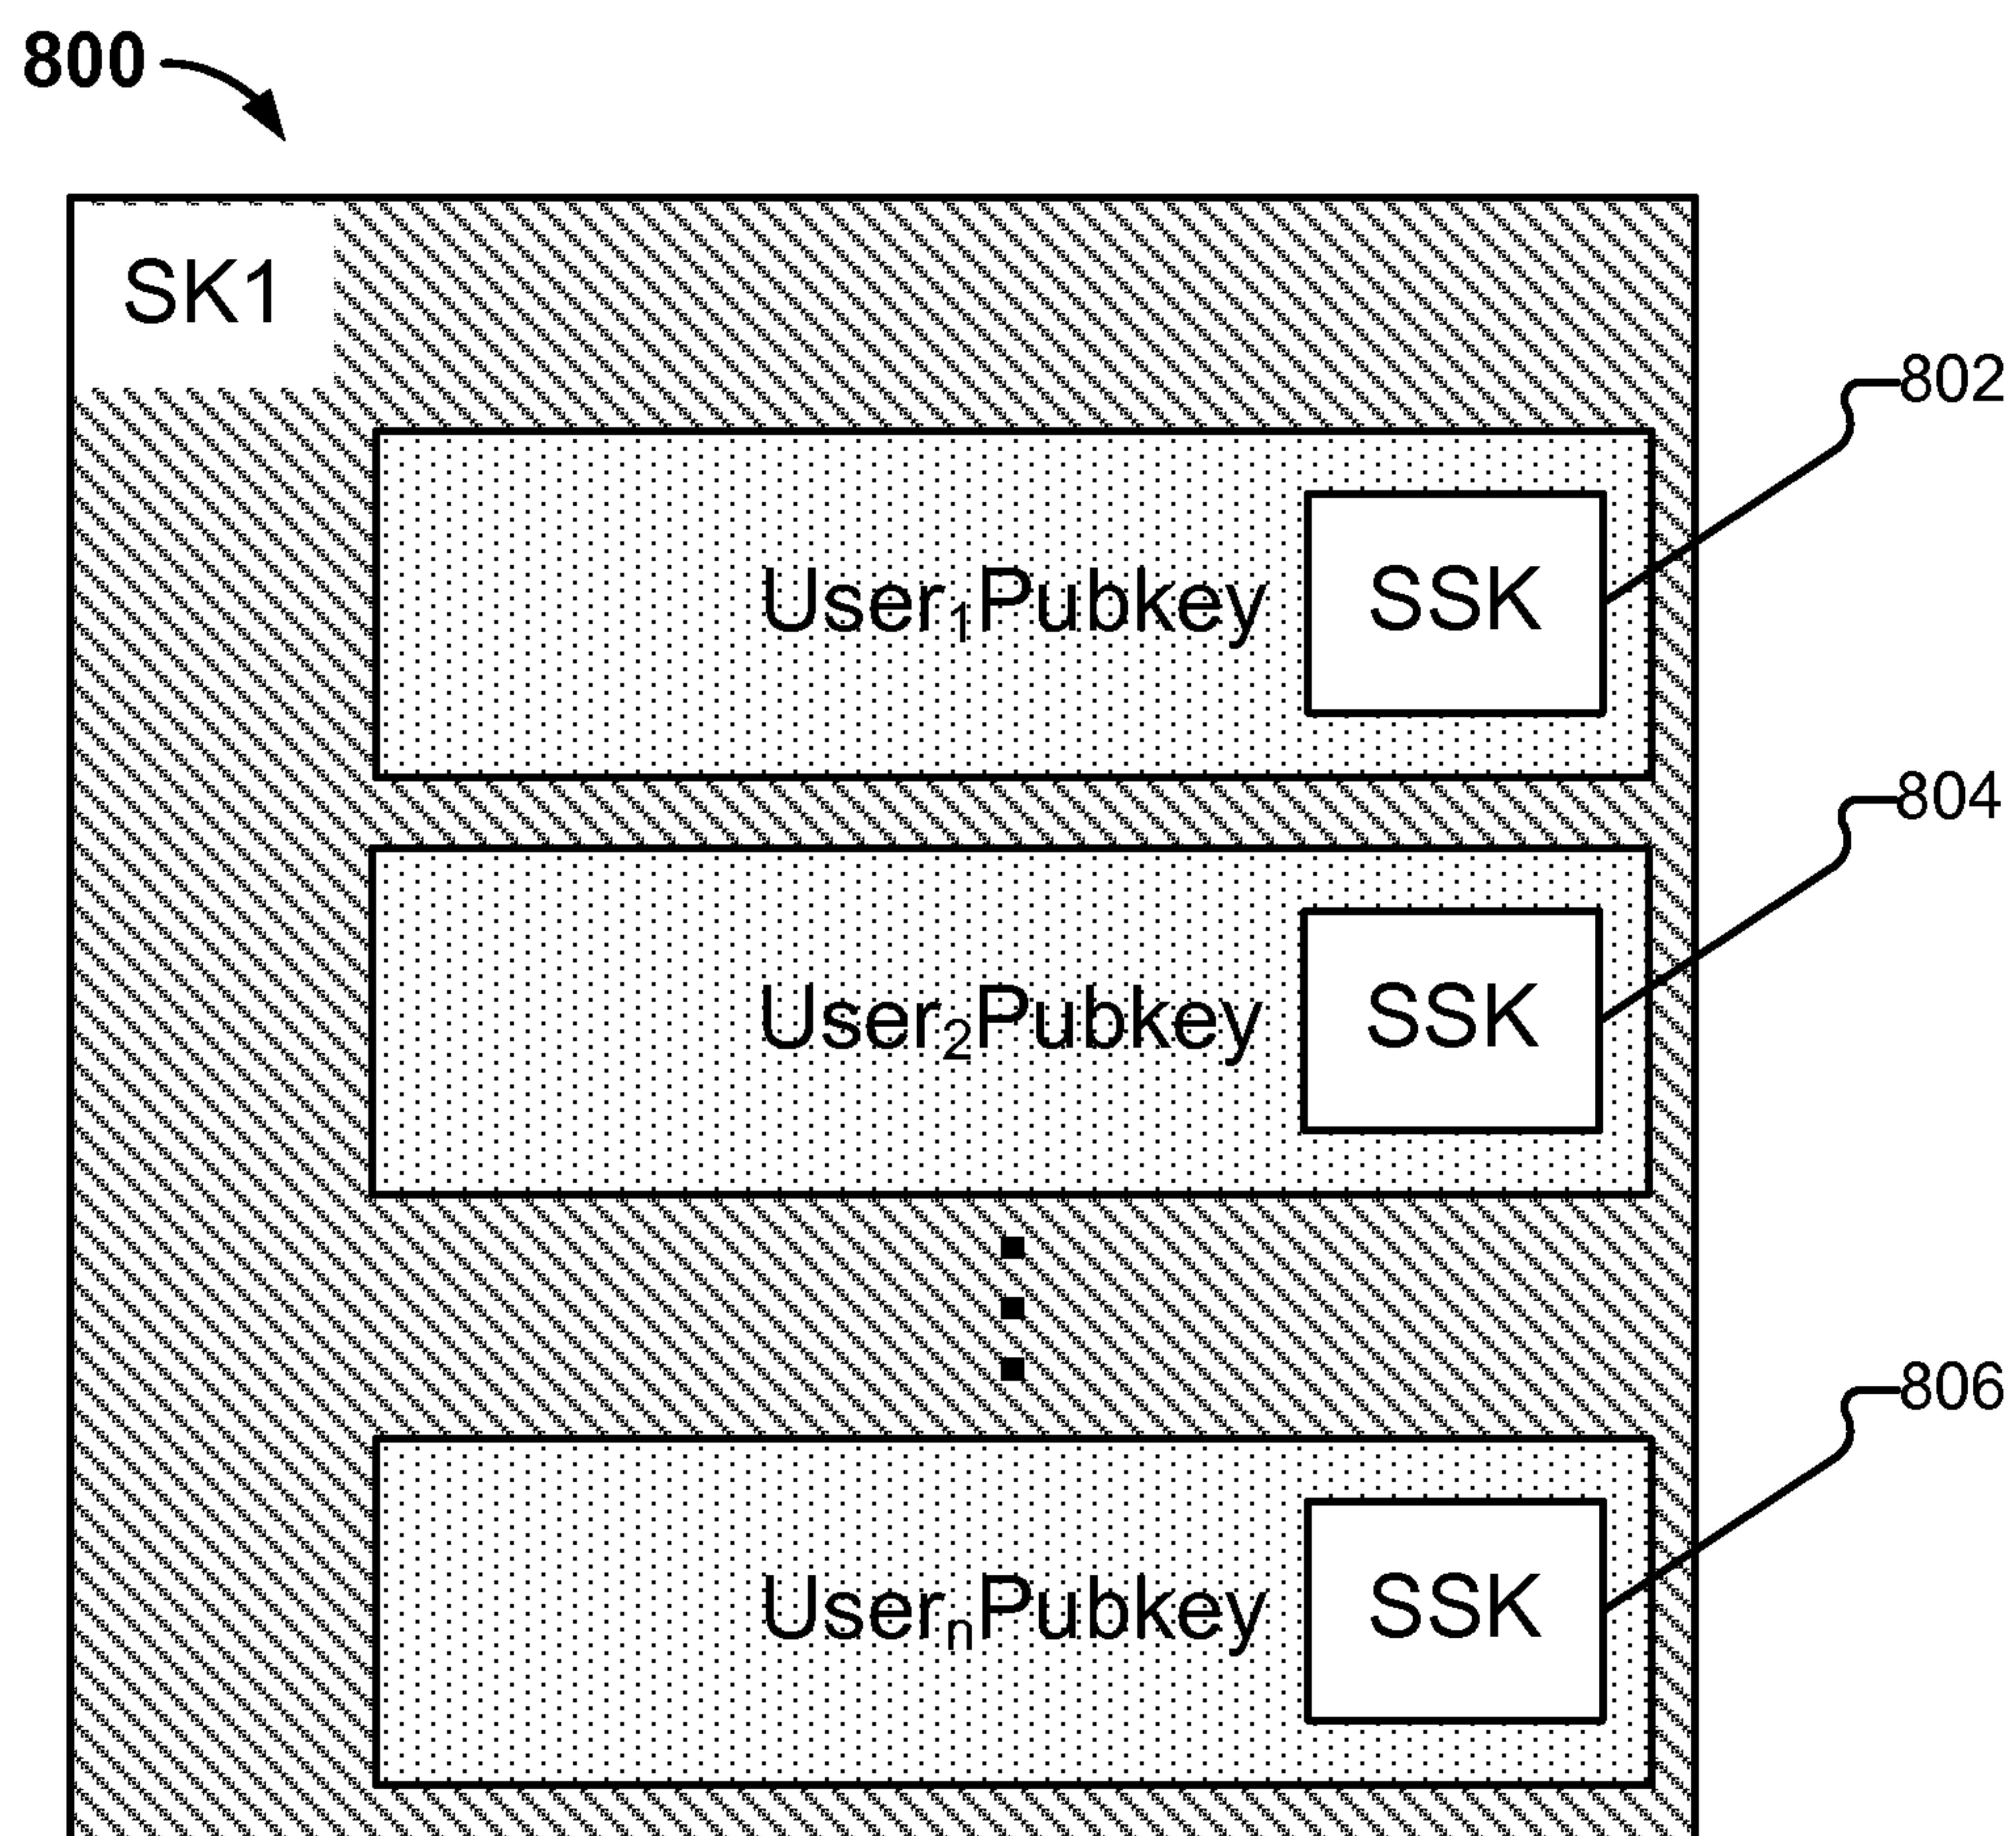 800
SK1
802
User₁Pubkey SSK
804
User₂Pubkey SSK
806
UserₙPubkey SSK